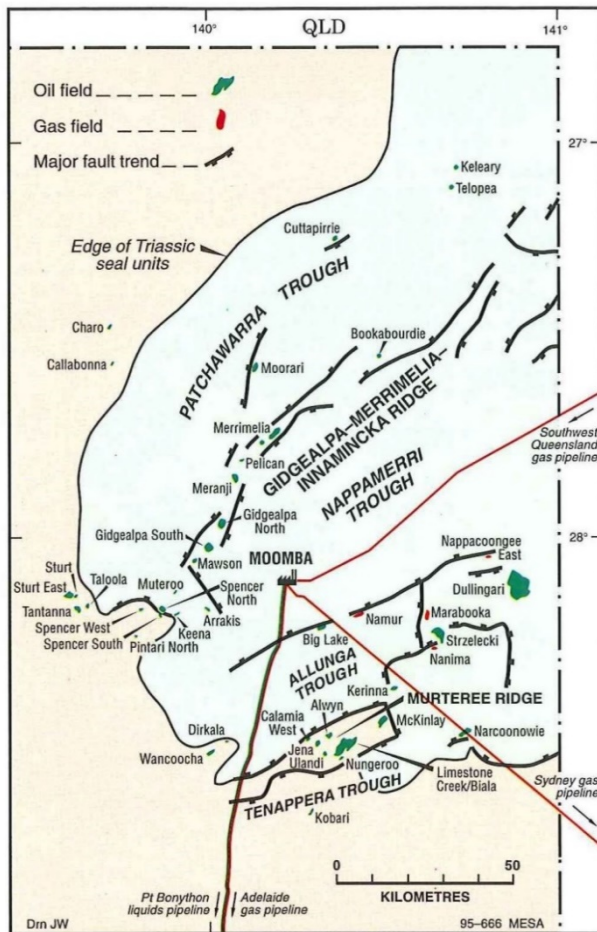 140°
QLD
141°
Oil field
Gas field
Major fault trend
27°
Keleary
Telopea
Cuttapirrie
Edge of Triassic
seal units
PATCHAWARRA TROUGH
Charo
Callabonna
Bookabourdie
Moorari
GIDGEALPA–MERRIMELIA–
INNAMINCKA RIDGE
Merrimelia
Pelican
Southwest
Queensland
gas pipeline
NAPPAMERRI
TROUGH
Meranji
Gidgealpa
North
Gidgealpa South
28°
Nappacoongee
East
MOOMBA
Mawson
Dullingari
Sturt
Sturt East
Taloola
Muteroo
Spencer
North
Tantanna
Spencer West
Spencer South
Keena
Arrakis
Pintari North
Namur
Marabooka
Big Lake
Strzelecki
Nanima
ALLUNGA
TROUGH
Kerinna
MURTEREE RIDGE
Alwyn
Calamia
West
McKinlay
Narcoonowie
Dirkala
Wancoocha
Jena
Ulandi
Nungeroo
Limestone
Creek/Biala
TENAPPERA TROUGH
Sydney gas
pipeline
Kobari
0 50
KILOMETRES
Pt Bonython
liquids pipeline
Adelaide
gas pipeline
Drn JW
95–666 MESA